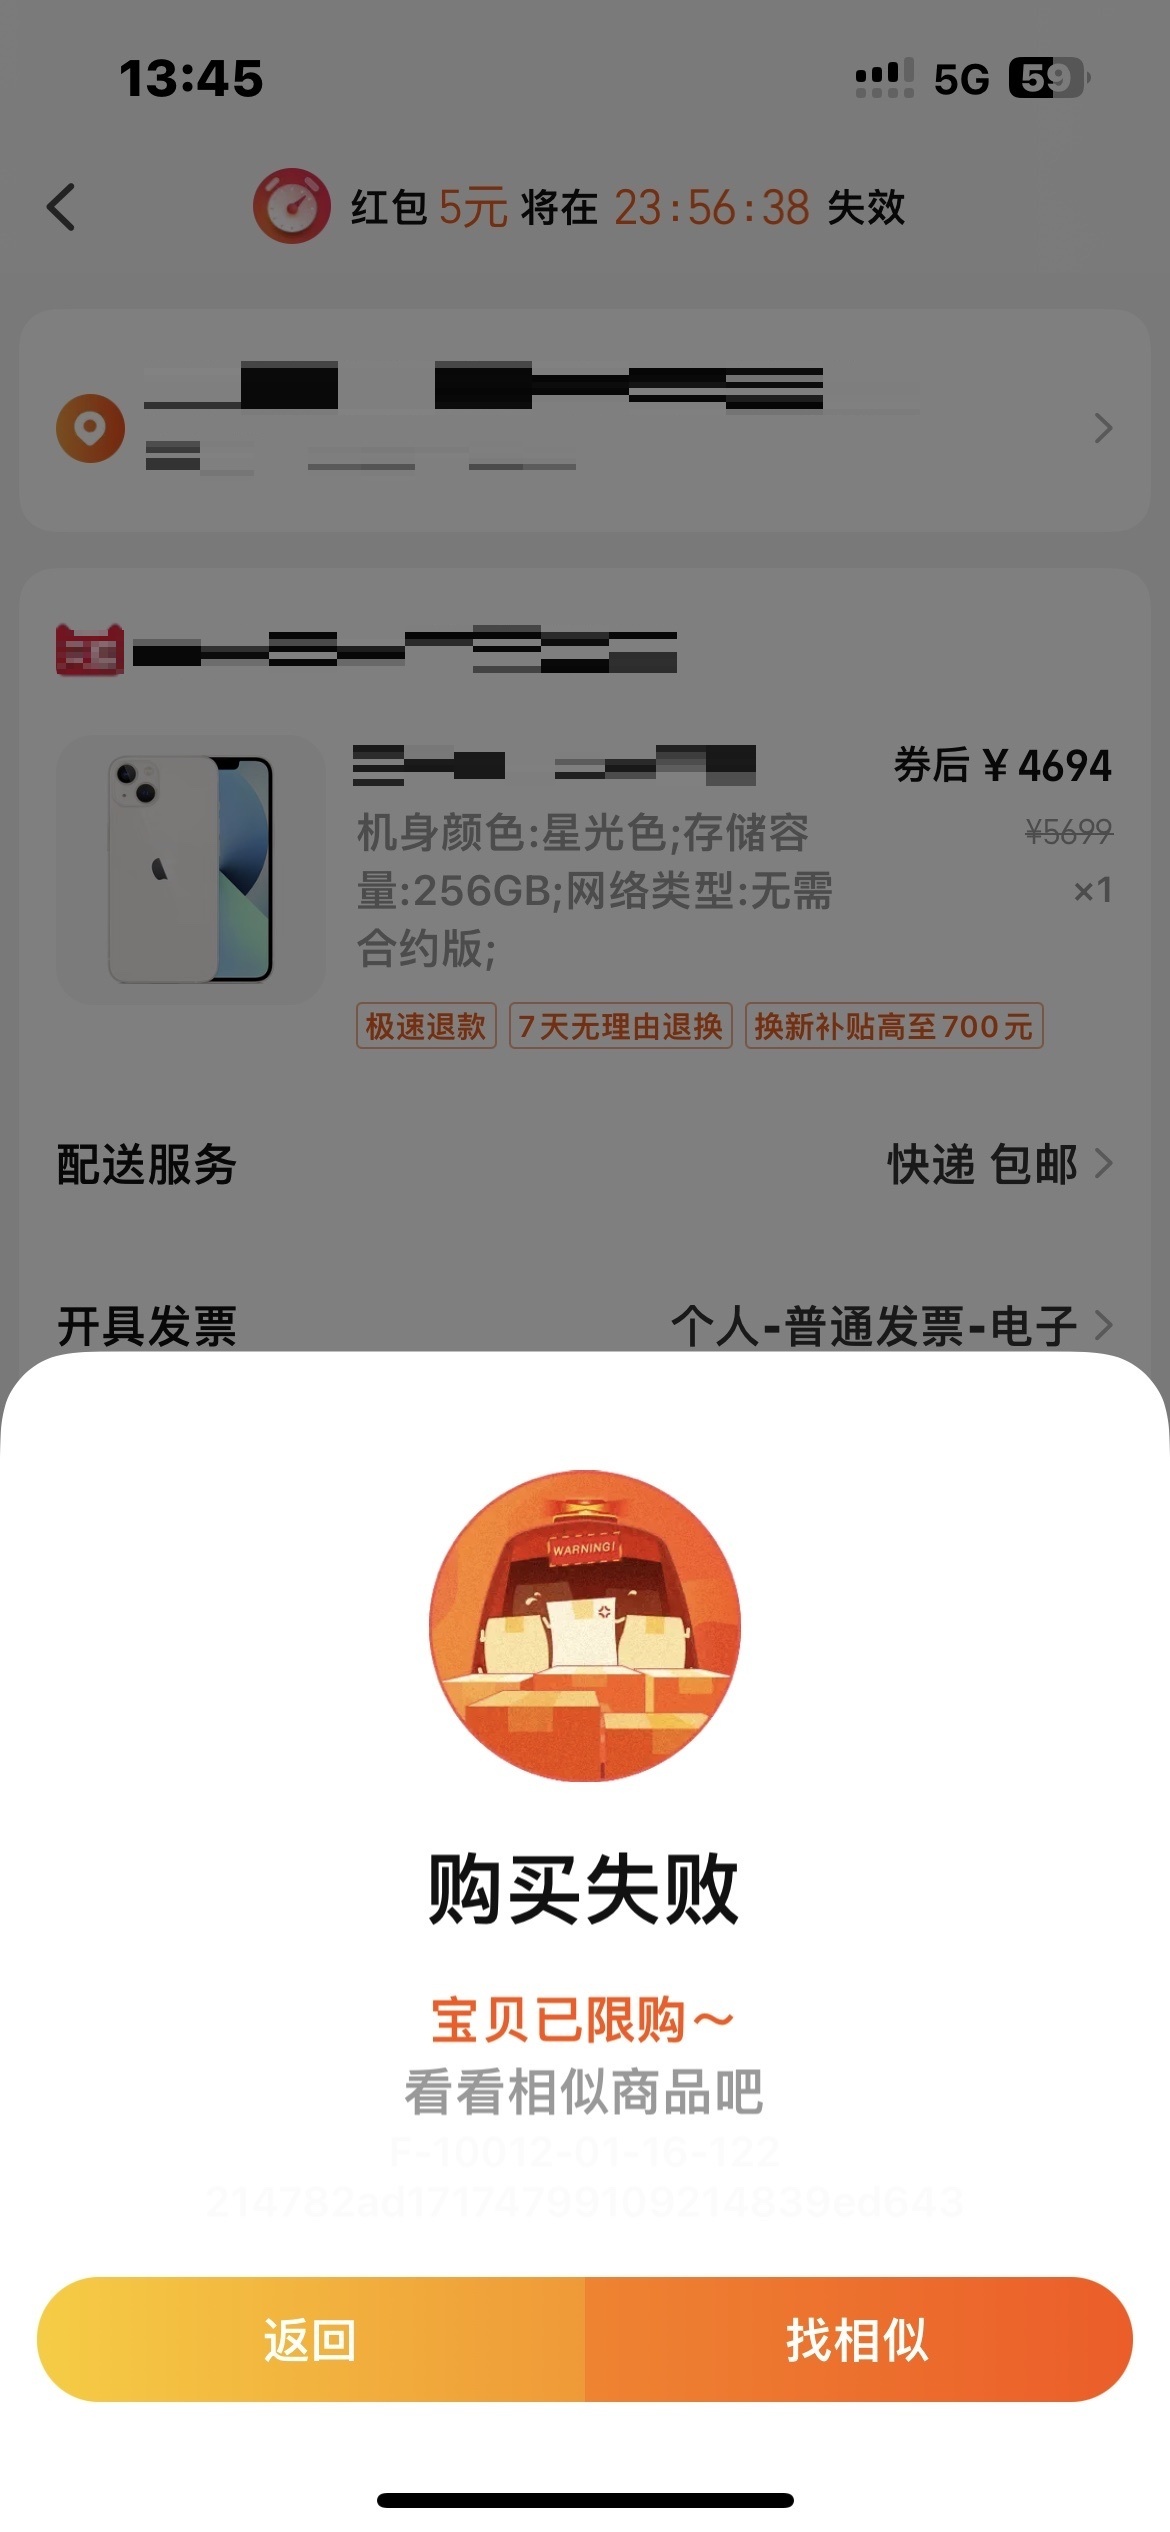 13:45
5G 59
红包 5元 将在 23:56:38 失效
券后 ¥ 4694
机身颜色:星光色;存储容
¥5699
量:256GB;网络类型:无需
×1
合约版;
极速退款 7天无理由退换 换新补贴高至700元
配送服务 快递 包邮
开具发票 个人-普通发票-电子
WARNING!
购买失败
宝贝已限购～
看看相似商品吧
F-10012-01-16-122
214782ad17174799109214839ed643
返回 找相似